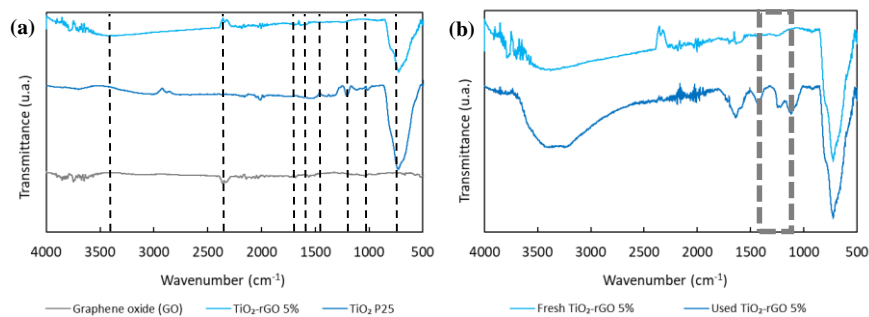 (a)
Transmittance (u.a.)
4000 3500 3000 2500 2000 1500 1000 500
Wavenumber (cm⁻¹)
Graphene oxide (GO) TiO₂-rGO 5% TiO₂ P25
(b)
Transmittance (u.a.)
4000 3500 3000 2500 2000 1500 1000 500
Wavenumber (cm⁻¹)
Fresh TiO₂-rGO 5% Used TiO₂-rGO 5%